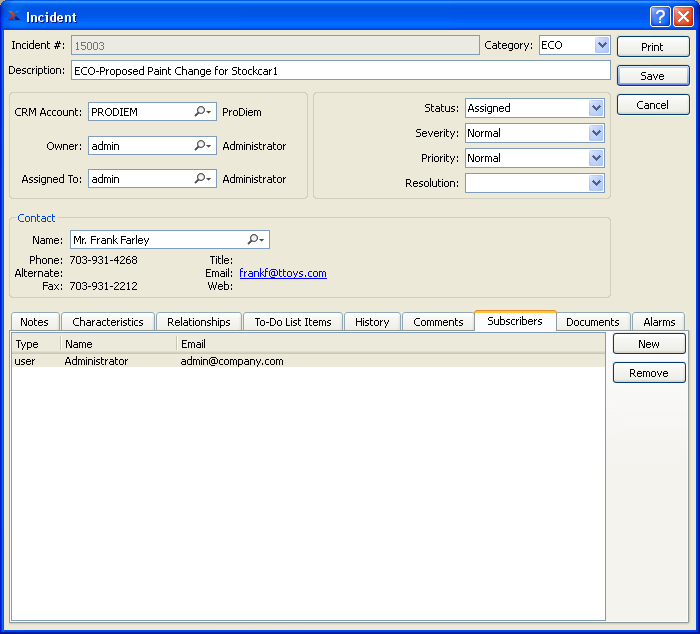 Incident
Incident #: 15003 Category: ECO Print
Description: ECO-Proposed Paint Change for Stockcar1 Save
Cancel
CRM Account: PRODIEM ProDiem
Owner: admin Administrator
Assigned To: admin Administrator
Status: Assigned
Severity: Normal
Priority: Normal
Resolution:
Contact
Name: Mr. Frank Farley
Phone: 703-931-4268 Title:
Alternate: Email: frankf@ttoys.com
Fax: 703-931-2212 Web:
Notes Characteristics Relationships To-Do List Items History Comments Subscribers Documents Alarms
Type Name Email New
user Administrator admin@company.com
Remove